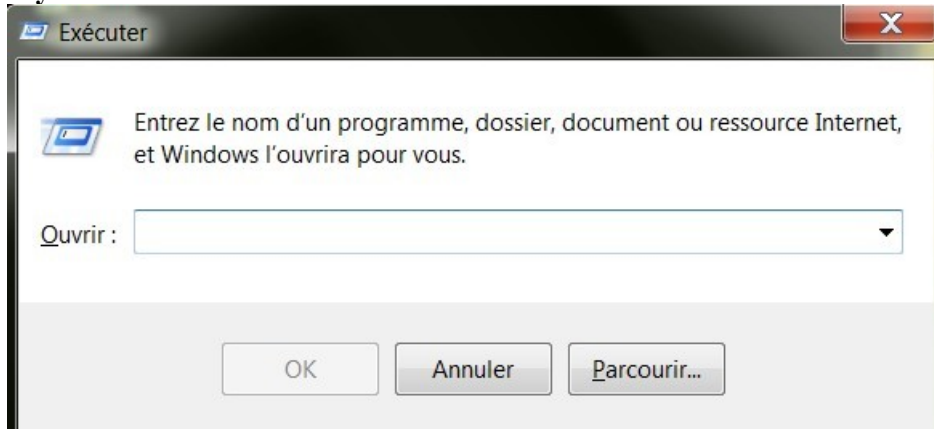 Exécuter
Entrez le nom d'un programme, dossier, document ou ressource Internet,
et Windows l'ouvrira pour vous.
Ouvrir :
OK
Annuler
Parcourir...